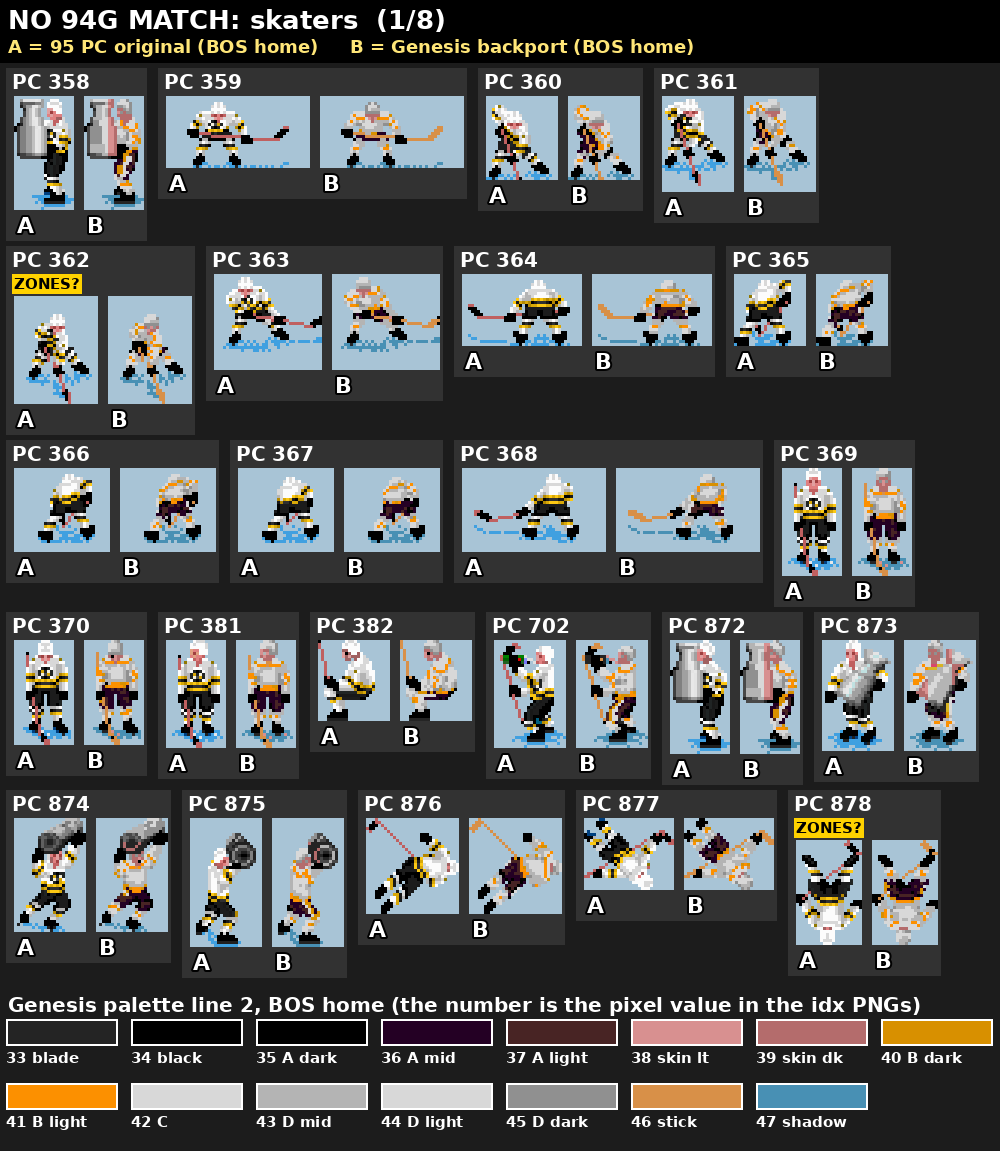 NO 94G MATCH: skaters (1/8)
A = 95 PC original (BOS home) B = Genesis backport (BOS home)
PC 358 PC 359 PC 360 PC 361
A B A B A B A B
PC 362 PC 363 PC 364 PC 365
ZONES?
A B A B A B A B
PC 366 PC 367 PC 368 PC 369
A B A B A B A B
PC 370 PC 381 PC 382 PC 702 PC 872 PC 873
A B A B A B A B A B A B
PC 874 PC 875 PC 876 PC 877 PC 878
ZONES?
A B A B A B A B A B
Genesis palette line 2, BOS home (the number is the pixel value in the idx PNGs)
33 blade 34 black 35 A dark 36 A mid 37 A light 38 skin lt 39 skin dk 40 B dark
41 B light 42 C 43 D mid 44 D light 45 D dark 46 stick 47 shadow